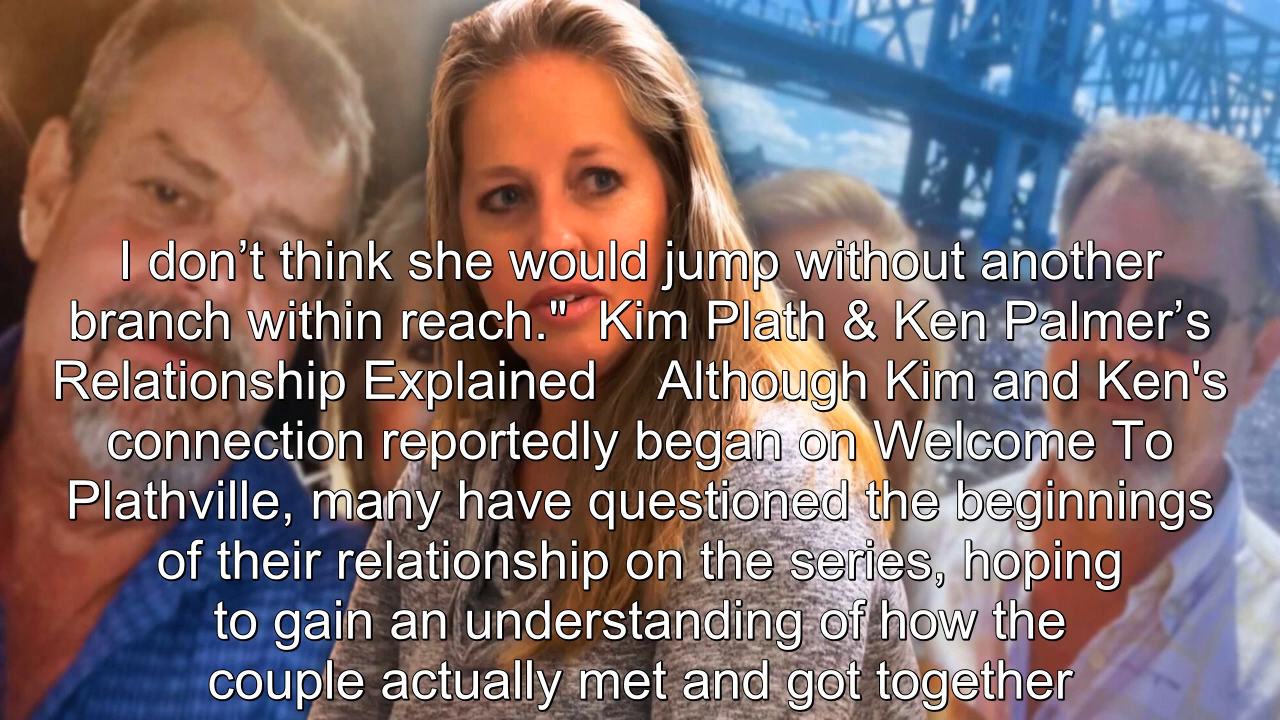 I don’t think she would jump without another
branch within reach."  Kim Plath & Ken Palmer’s
Relationship Explained     Although Kim and Ken's
connection reportedly began on Welcome To
Plathville, many have questioned the beginnings
of their relationship on the series, hoping
to gain an understanding of how the
couple actually met and got together